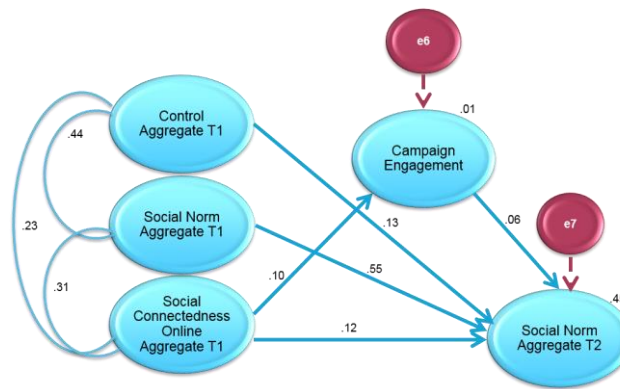 e6
.01
Control
Aggregate T1
.44
Campaign
Engagement
.23
Social Norm
Aggregate T1
.13
.06
e7
.10
.55
.31
Social
Connectedness
Online
Aggregate T1
.12
Social Norm
Aggregate T2